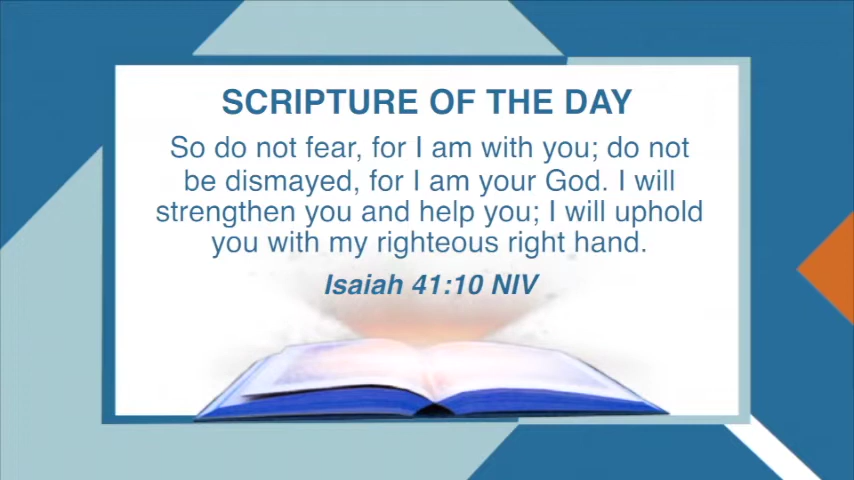 SCRIPTURE OF THE DAY
So do not fear, for I am with you; do not
be dismayed, for I am your God. I will
strengthen you and help you; I will uphold
you with my righteous right hand.
Isaiah 41:10 NIV